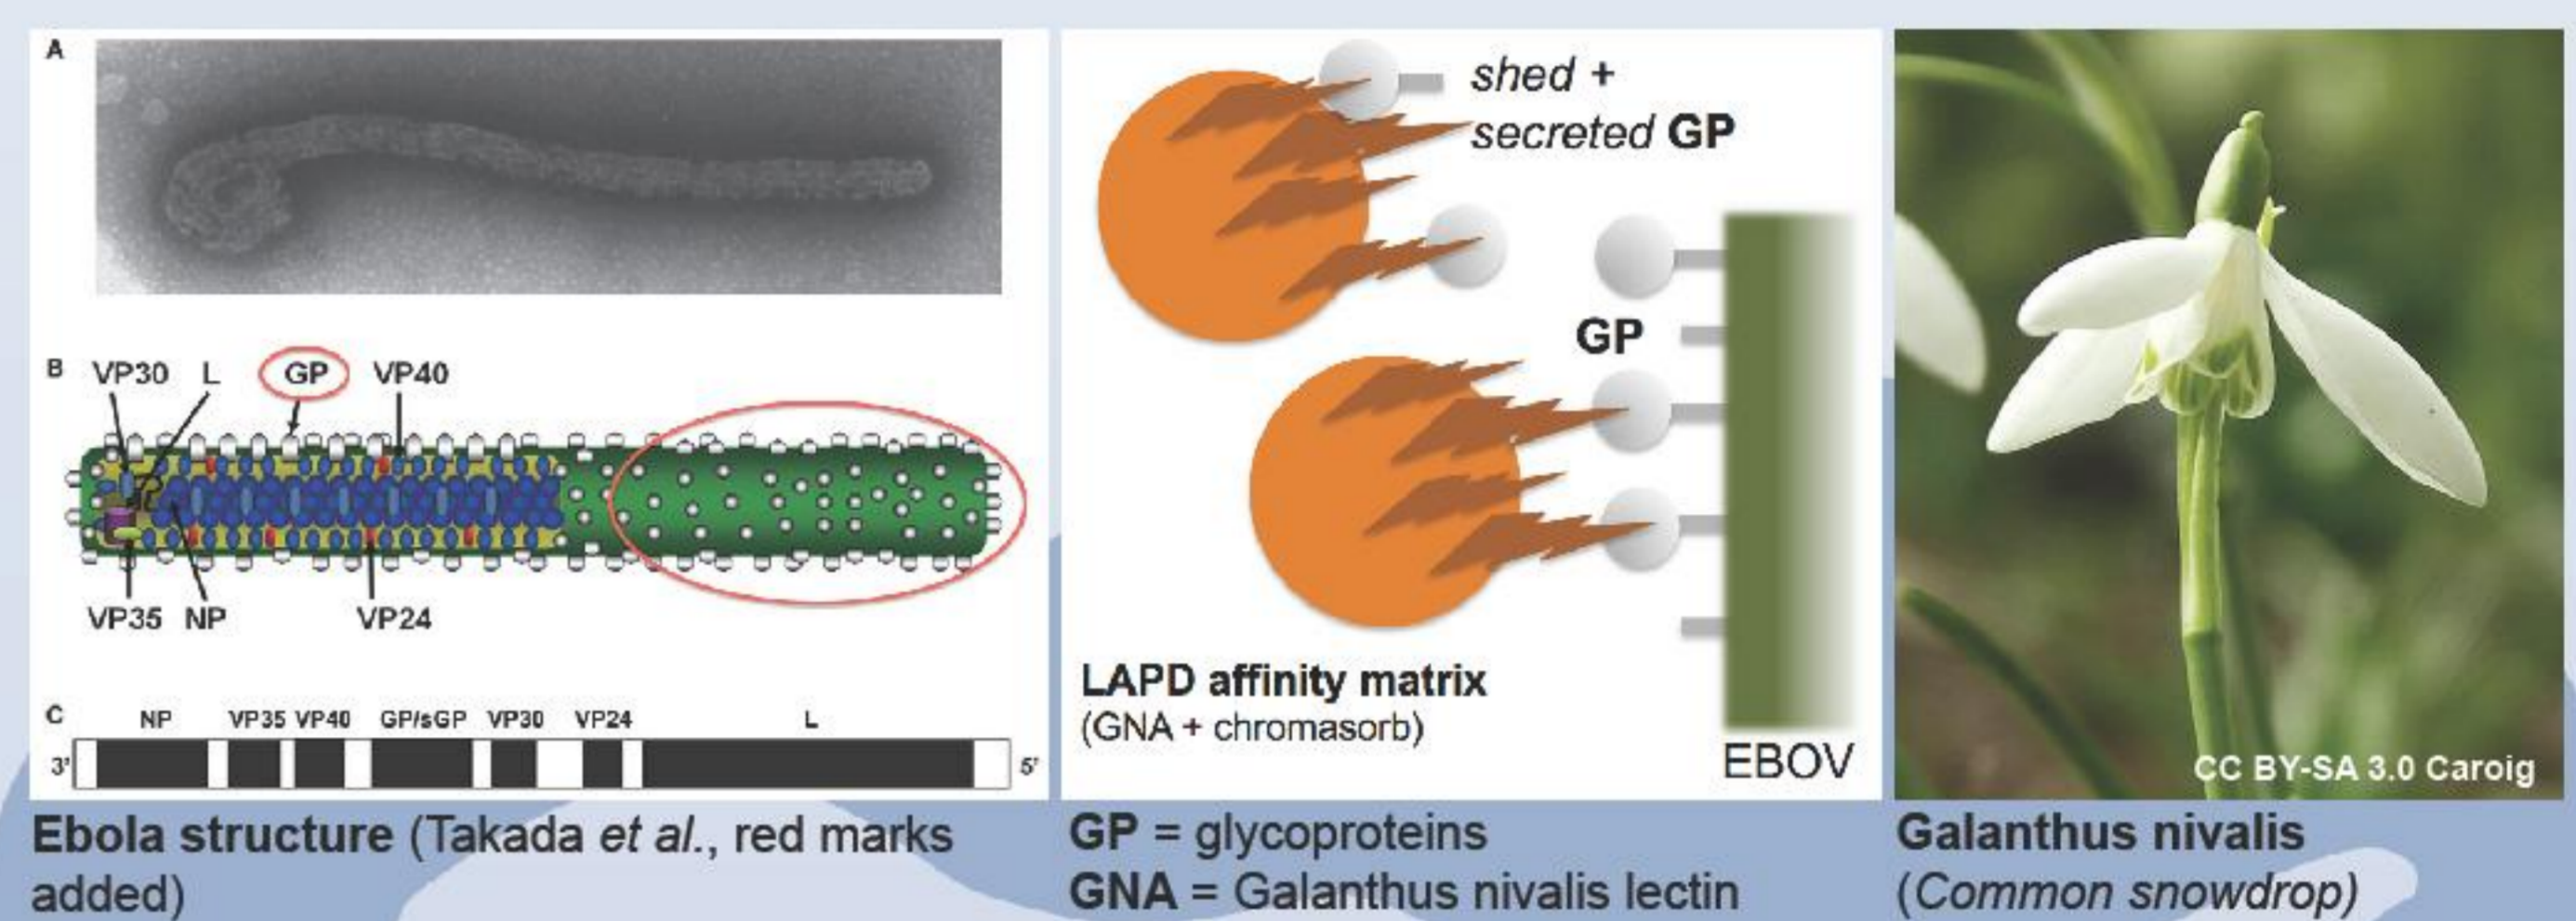 A
B
VP30 L GP VP40
VP35 NP VP24
C
NP VP35 VP40 GP/sGP VP30 VP24 L
3' 5'
Ebola structure (Takada et al., red marks
added)
shed +
secreted GP
GP
LAPD affinity matrix
(GNA + chromasorb)
EBOV
GP = glycoproteins
GNA = Galanthus nivalis lectin
CC BY-SA 3.0 Caroig
Galanthus nivalis
(Common snowdrop)